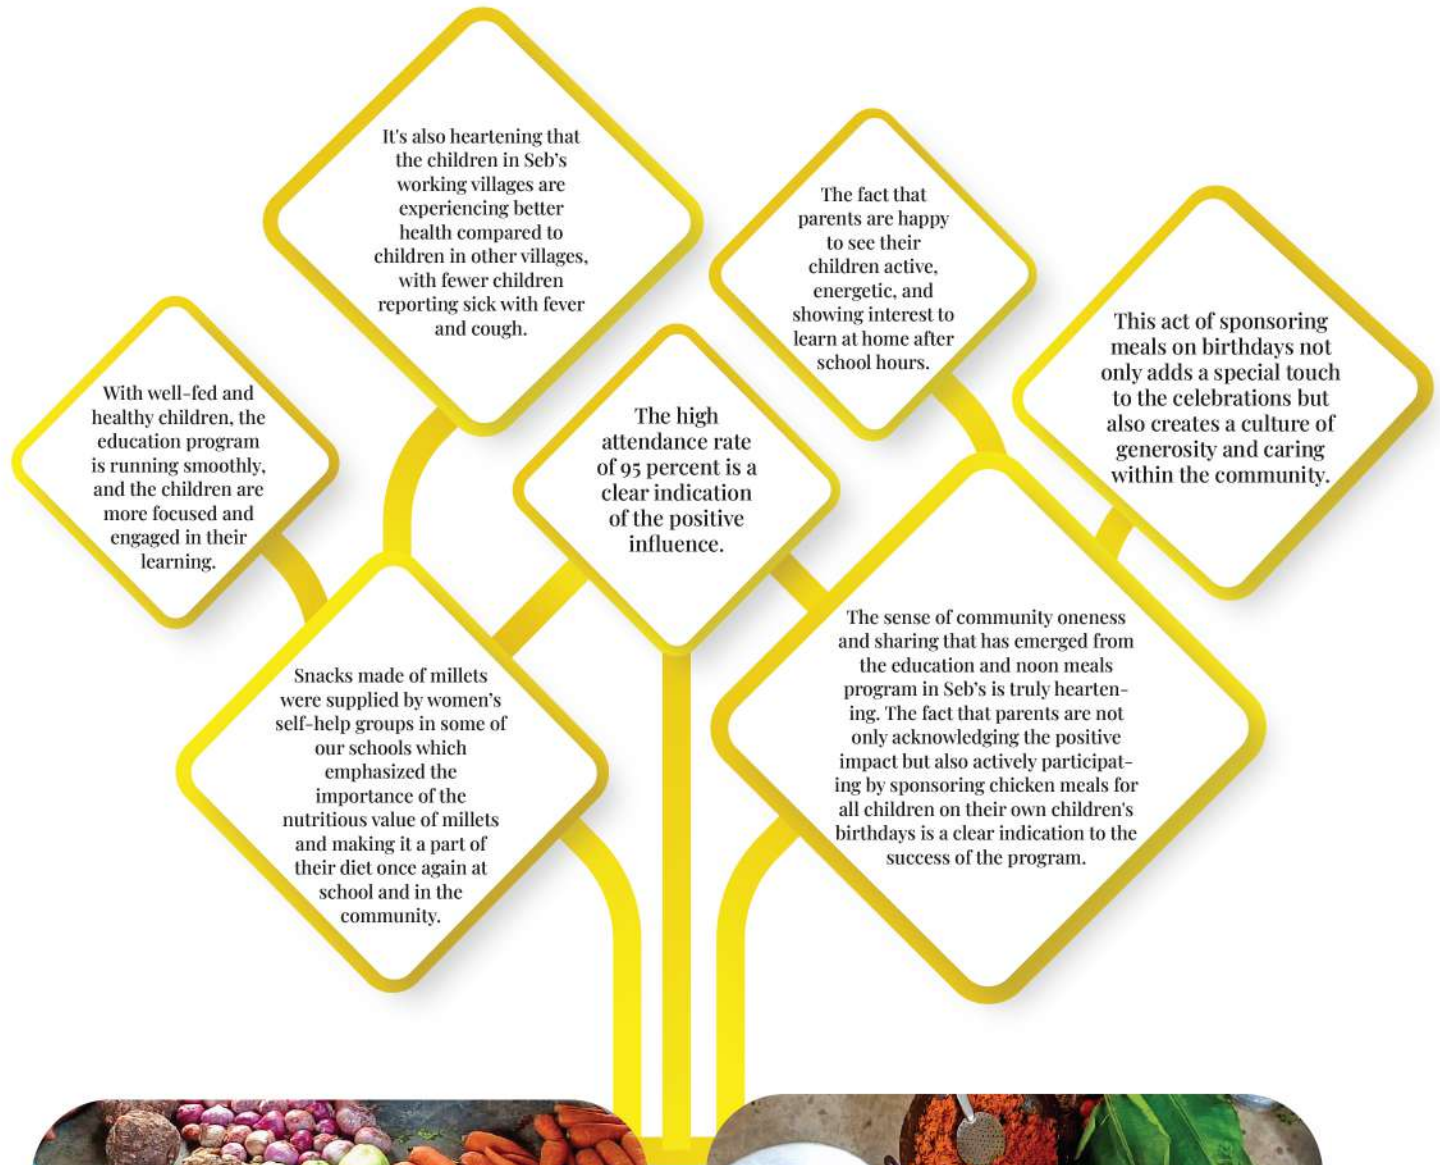 It's also heartening that
the children in Seb's
working villages are
experiencing better
health compared to
children in other villages,
with fewer children
reporting sick with fever
and cough.
The fact that
parents are happy
to see their
children active,
energetic, and
showing interest to
learn at home after
school hours.
This act of sponsoring
meals on birthdays not
only adds a special touch
to the celebrations but
also creates a culture of
generosity and caring
within the community.
With well-fed and
healthy children, the
education program
is running smoothly,
and the children are
more focused and
engaged in their
learning.
The high
attendance rate
of 95 percent is a
clear indication
of the positive
influence.
Snacks made of millets
were supplied by women's
self-help groups in some of
our schools which
emphasized the
importance of the
nutritious value of millets
and making it a part of
their diet once again at
school and in the
community.
The sense of community oneness
and sharing that has emerged from
the education and noon meals
program in Seb's is truly hearten-
ing. The fact that parents are not
only acknowledging the positive
impact but also actively participat-
ing by sponsoring chicken meals for
all children on their own children's
birthdays is a clear indication to the
success of the program.